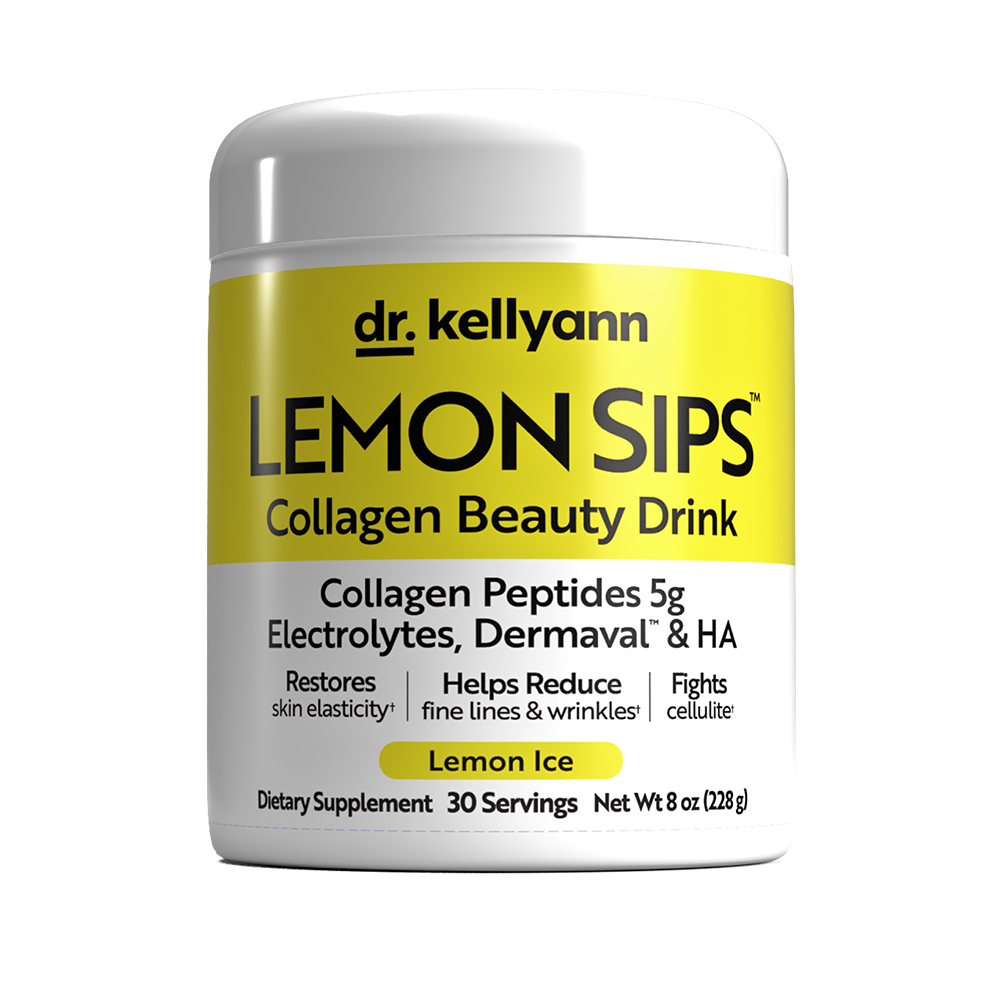 dr. kellyann
LEMON SIPS™
Collagen Beauty Drink
Collagen Peptides 5g
Electrolytes, Dermaval™ & HA
Restores
skin elasticity†
Helps Reduce
fine lines & wrinkles†
Fights
cellulite†
Lemon Ice
Dietary Supplement 30 Servings Net Wt 8 oz (228 g)